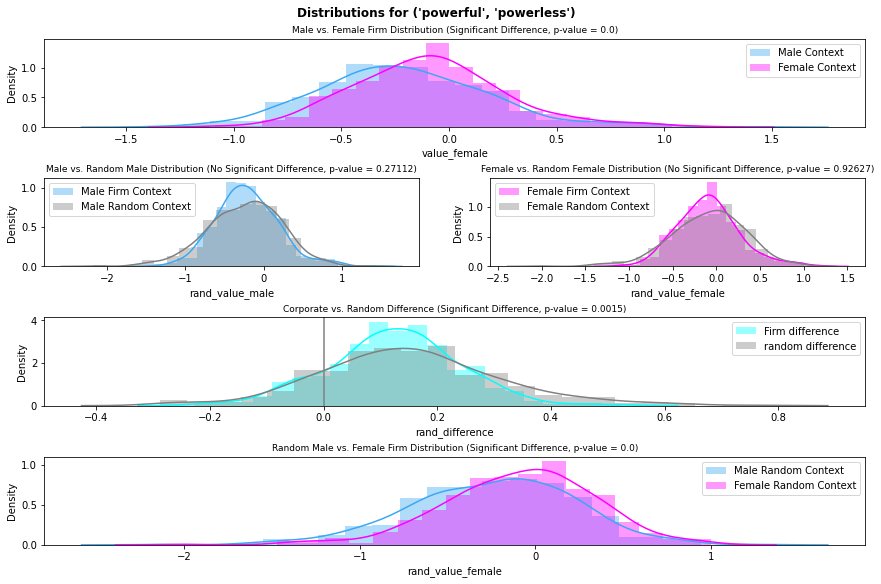 Distributions for ('powerful', 'powerless')
Male vs. Female Firm Distribution (Significant Difference, p-value = 0.0)
Density
1.0
0.5
0.0
Male Context
Female Context
−1.5 −1.0 −0.5 0.0 0.5 1.0 1.5
value_female
Male vs. Random Male Distribution (No Significant Difference, p-value = 0.27112)
Density
1.0
0.5
0.0
Male Firm Context
Male Random Context
−2 −1 0 1
rand_value_male
Female vs. Random Female Distribution (No Significant Difference, p-value = 0.92627)
Density
1.0
0.5
0.0
Female Firm Context
Female Random Context
−2.5 −2.0 −1.5 −1.0 −0.5 0.0 0.5 1.0 1.5
rand_value_female
Corporate vs. Random Difference (Significant Difference, p-value = 0.0015)
Density
4
2
0
Firm difference
random difference
−0.4 −0.2 0.0 0.2 0.4 0.6 0.8
rand_difference
Random Male vs. Female Firm Distribution (Significant Difference, p-value = 0.0)
Density
1.0
0.5
0.0
Male Random Context
Female Random Context
−2 −1 0 1
rand_value_female